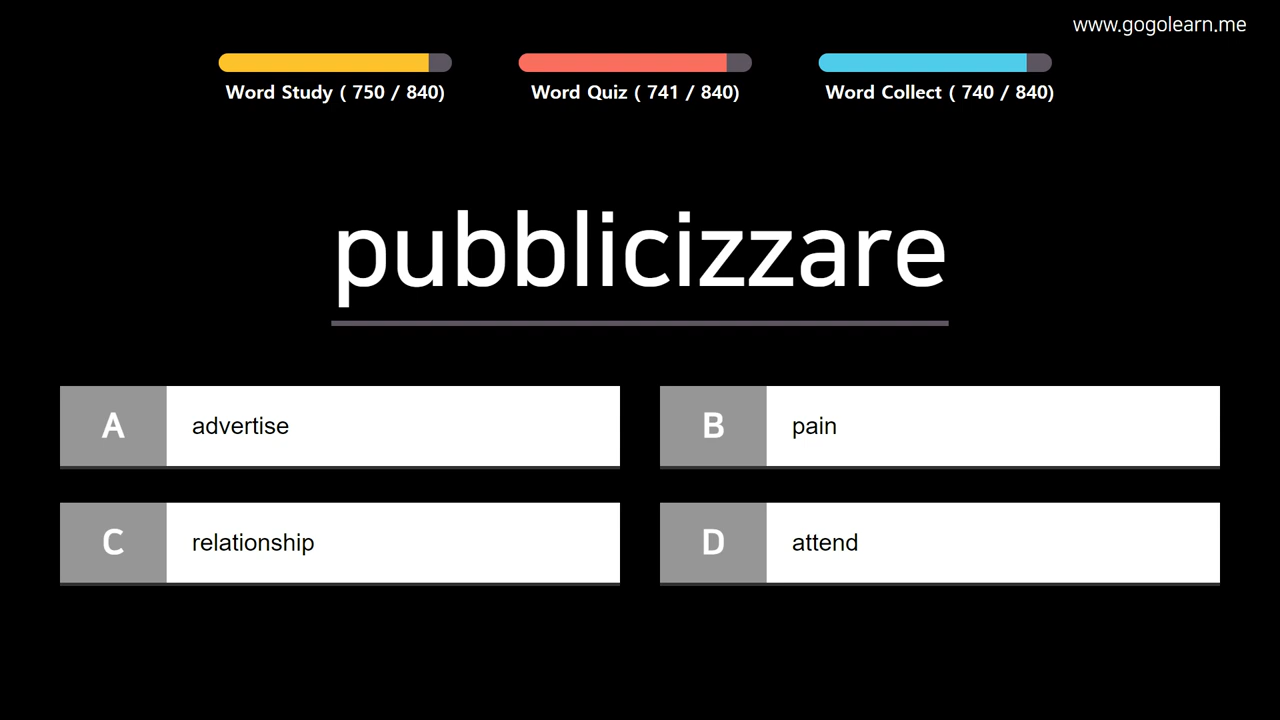 www.gogolearn.me
Word Study ( 750 / 840)
Word Quiz ( 741 / 840)
Word Collect ( 740 / 840)
pubblicizzare
A advertise
B pain
C relationship
D attend